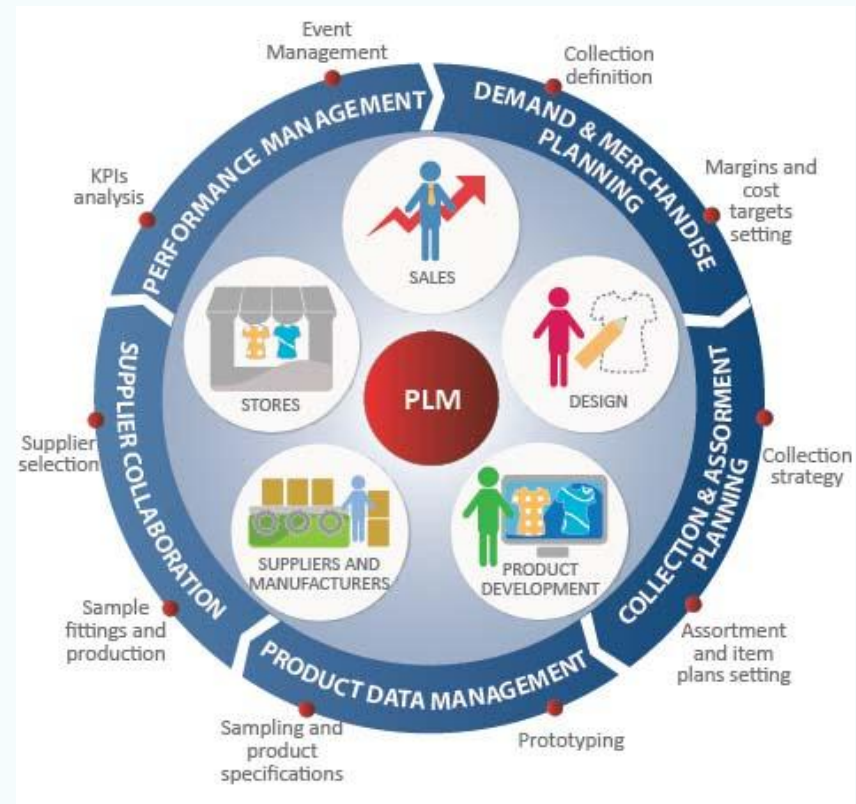 Event
Management
Collection
definition
KPIs
analysis
Margins and
cost
targets
setting
PERFORMANCE MANAGEMENT
DEMAND & MERCHANDISE
PLANNING
SALES
STORES
PLM
DESIGN
SUPPLIER COLLABORATION
COLLECTION & ASSORMENT
PLANNING
Supplier
selection
Collection
strategy
SUPPLIERS AND
MANUFACTURERS
PRODUCT
DEVELOPMENT
Sample
fittings and
production
Assortment
and item
plans setting
PRODUCT DATA MANAGEMENT
Sampling and
product
specifications
Prototyping